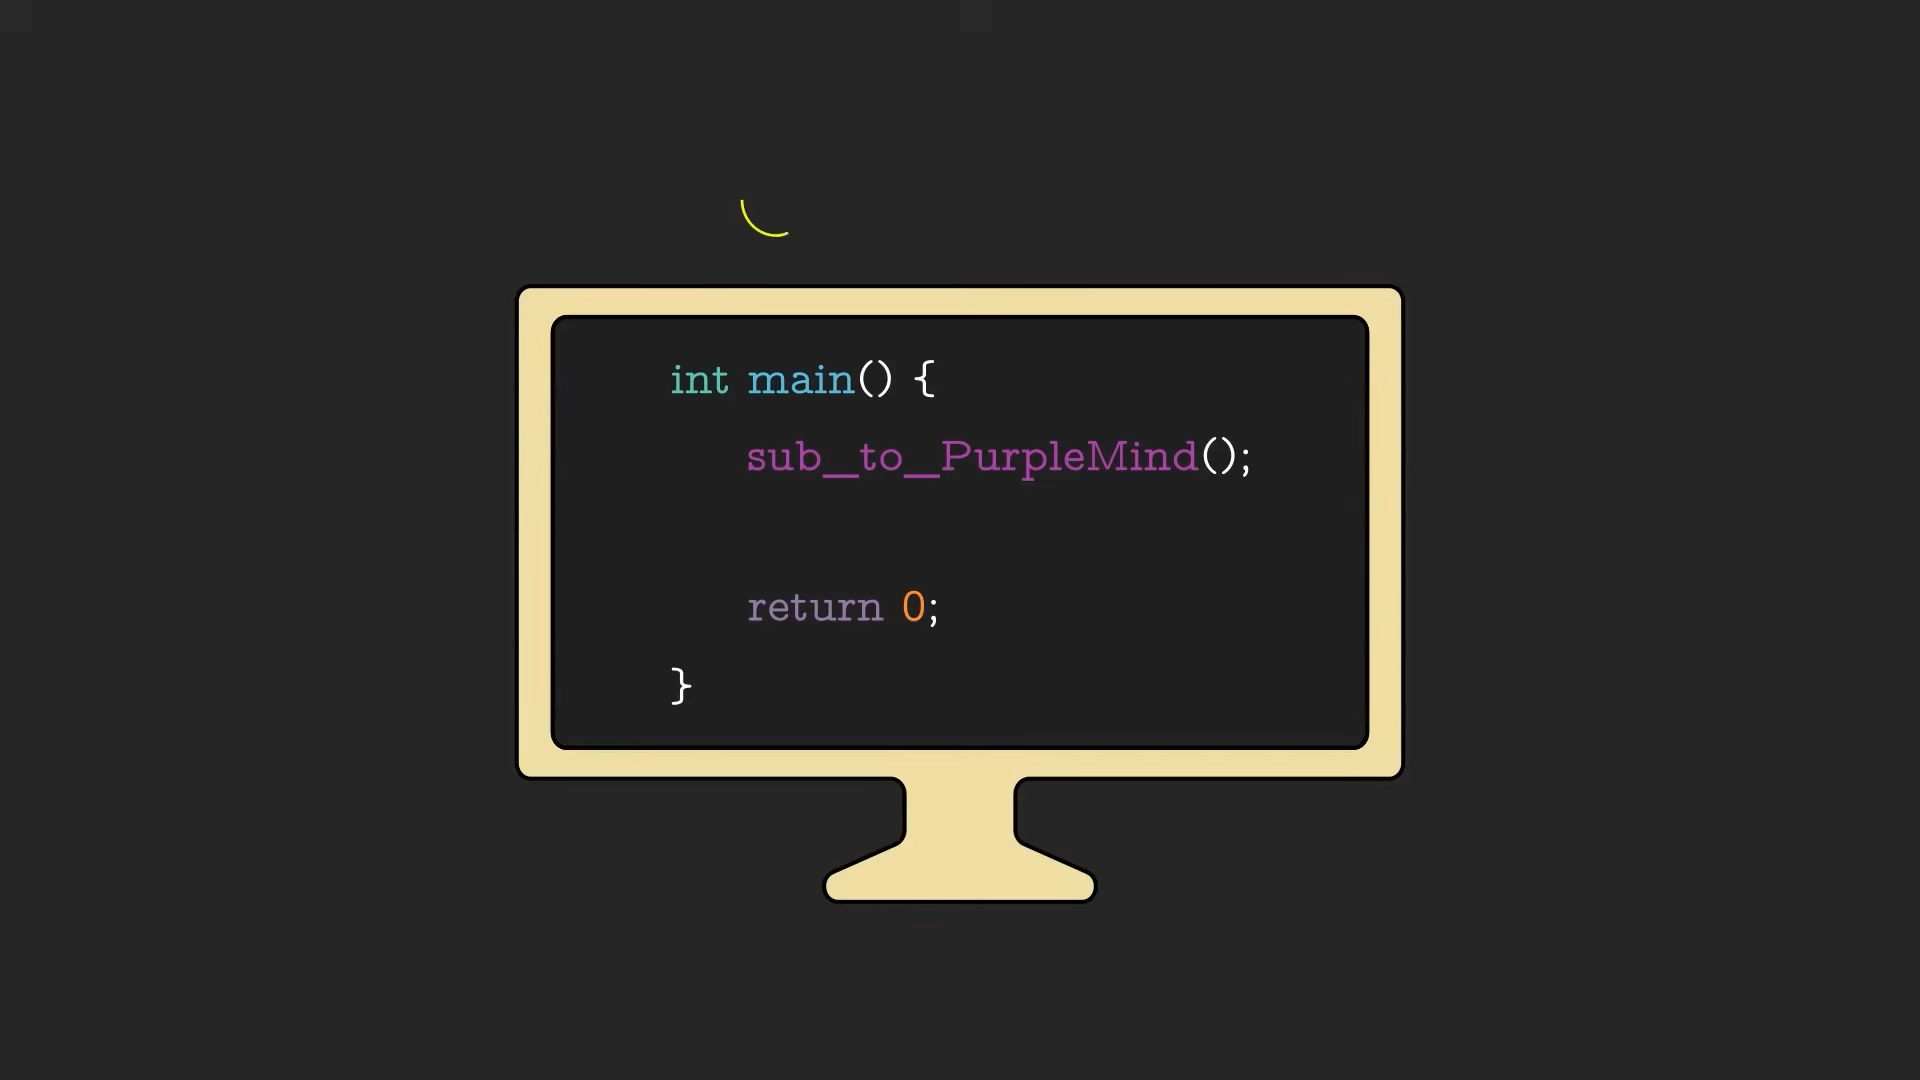 int main() {
sub_to_PurpleMind();
return 0;
}